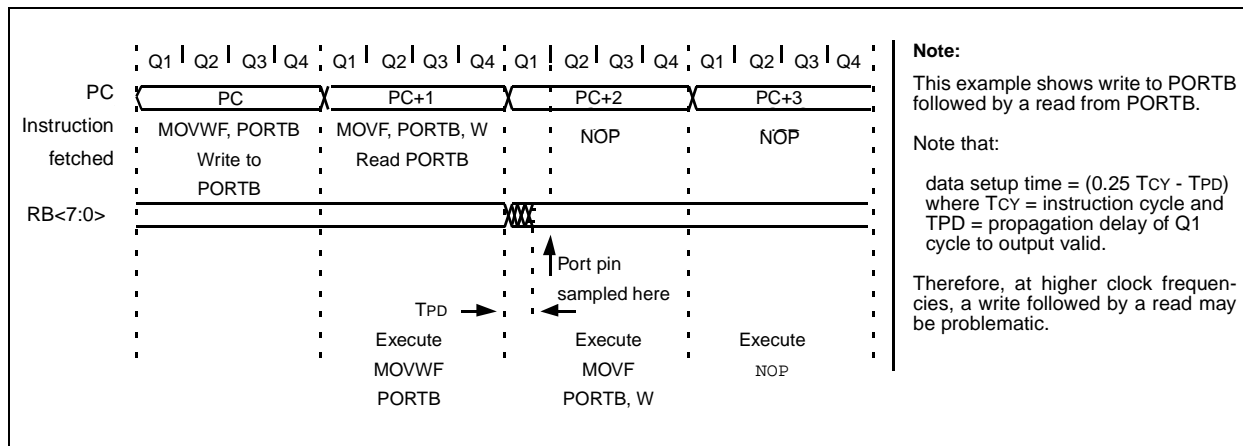 Q1 Q2 Q3 Q4 Q1 Q2 Q3 Q4 Q1 Q2 Q3 Q4 Q1 Q2 Q3 Q4
PC PC PC+1 PC+2 PC+3
Instruction
fetched
MOVWF, PORTB
Write to
PORTB
MOVF, PORTB, W
Read PORTB
NOP
NOP
RB<7:0>
Port pin
sampled here
TPD
Execute
MOVWF
PORTB
Execute
MOVF
PORTB, W
Execute
NOP
Note:
This example shows write to PORTB
followed by a read from PORTB.
Note that:
data setup time = (0.25 TCY - TPD)
where TCY = instruction cycle and
TPD = propagation delay of Q1
cycle to output valid.
Therefore, at higher clock frequen-
cies, a write followed by a read may
be problematic.